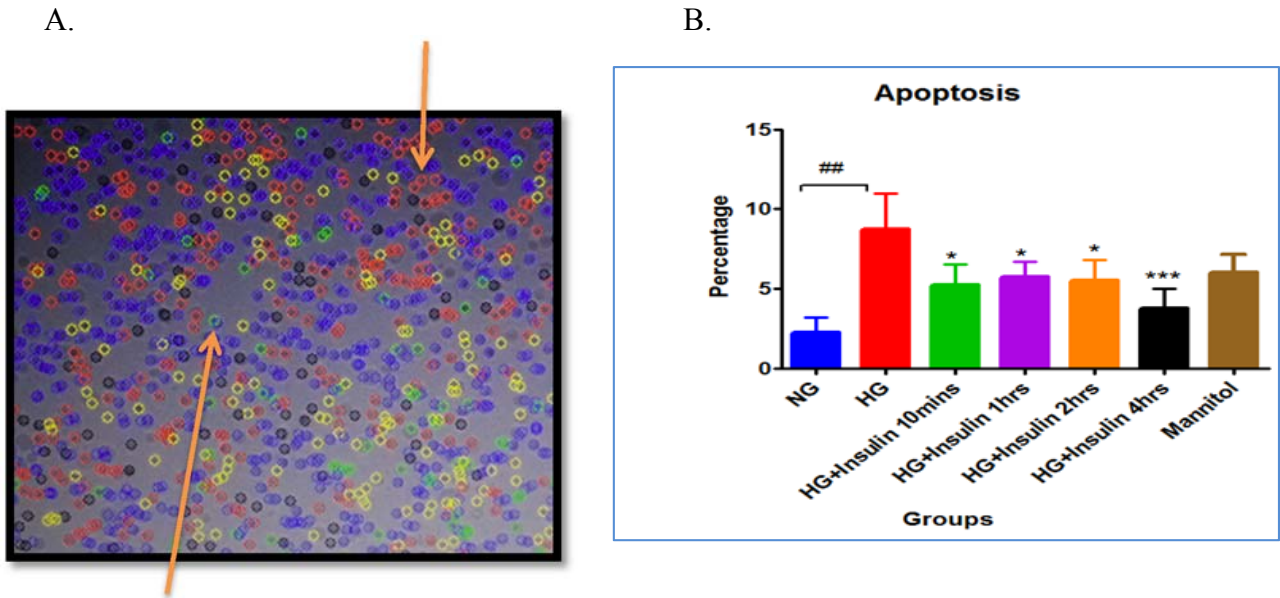 A.
B.
Apoptosis
Percentage
15
10
5
0
##
*
*
*
***
NG
HG
HG+Insulin 10mins
HG+Insulin 1hrs
HG+Insulin 2hrs
HG+Insulin 4hrs
Mannitol
Groups